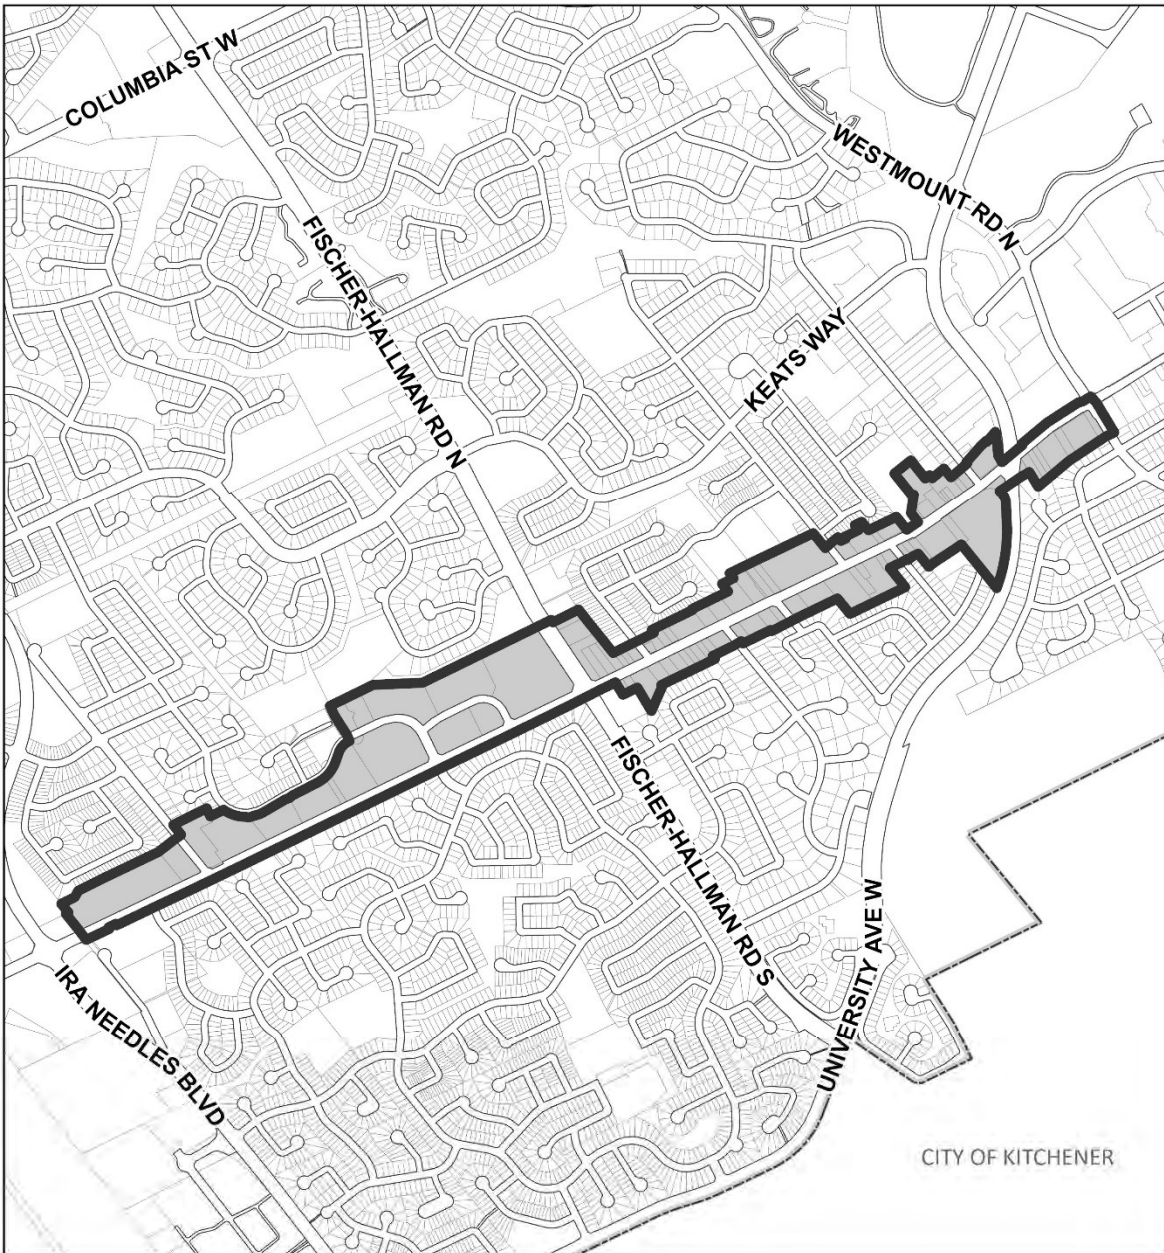 COLUMBIA ST W
WESTMOUNT RD N
FISCHER-HALLMAN RD N
KEATS WAY
FISCHER-HALLMAN RD S
UNIVERSITY AVE W
IRA NEEDLES BLVD
CITY OF KITCHENER